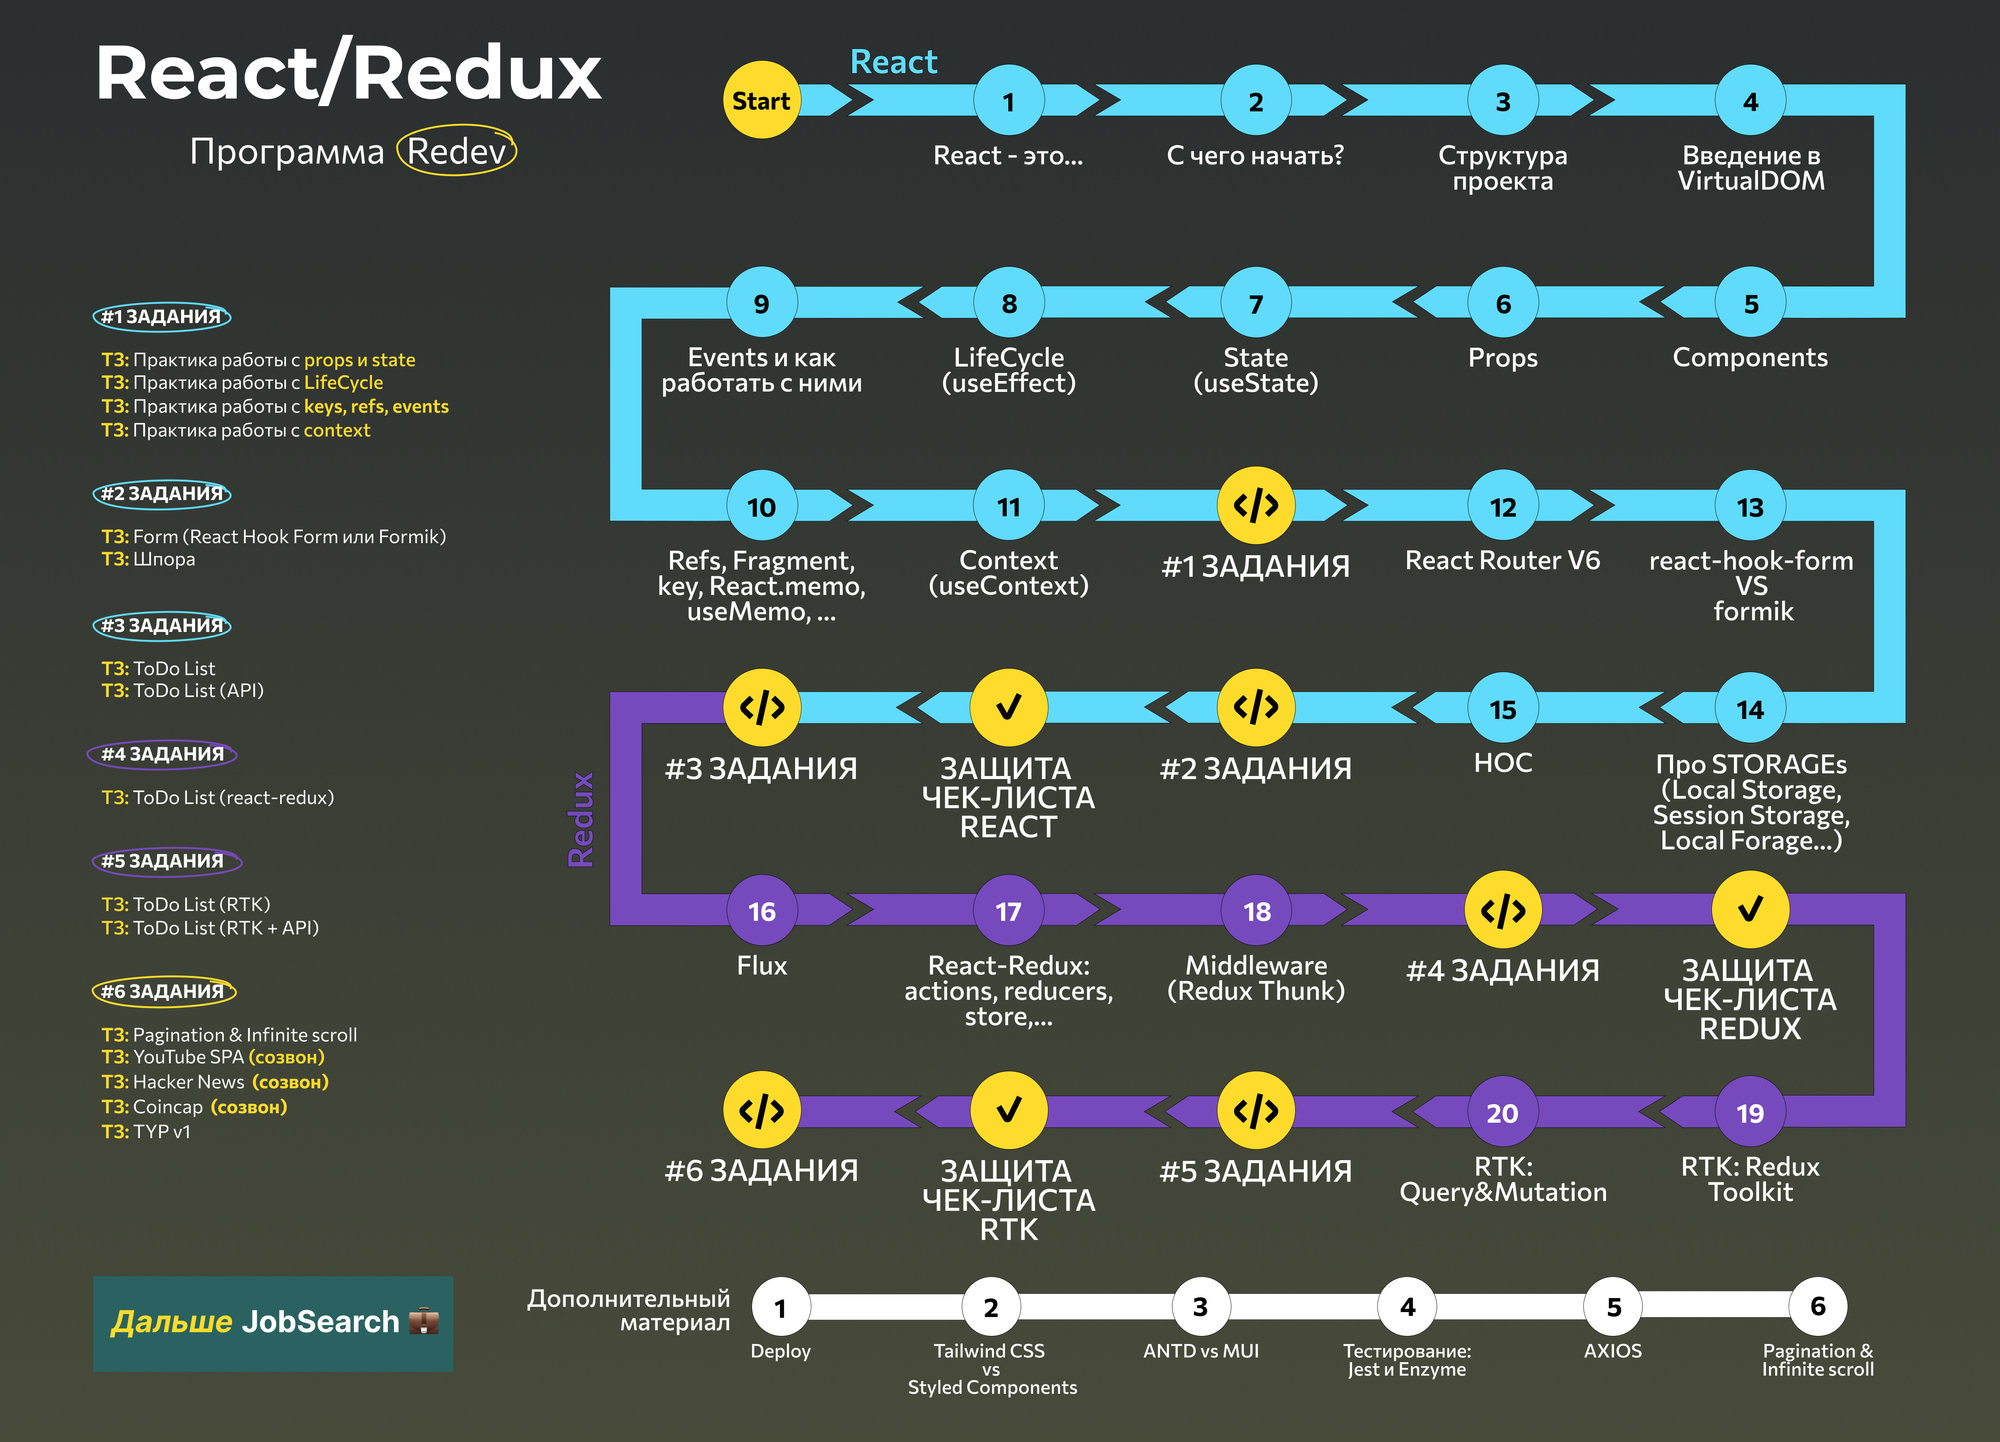 React/Redux
Программа Redev
#1 ЗАДАНИЯ
ТЗ: Практика работы с props и state
ТЗ: Практика работы с LifeCycle
ТЗ: Практика работы с keys, refs, events
ТЗ: Практика работы с context
#2 ЗАДАНИЯ
ТЗ: Form (React Hook Form или Formik)
ТЗ: Шпора
#3 ЗАДАНИЯ
ТЗ: ToDo List
ТЗ: ToDo List (API)
#4 ЗАДАНИЯ
ТЗ: ToDo List (react-redux)
#5 ЗАДАНИЯ
ТЗ: ToDo List (RTK)
ТЗ: ToDo List (RTK + API)
#6 ЗАДАНИЯ
ТЗ: Pagination & Infinite scroll
ТЗ: YouTube SPA (созвон)
ТЗ: Hacker News (созвон)
ТЗ: Coincap (созвон)
ТЗ: TYP v1
Дальше JobSearch
React
Start
1
React - это...
2
С чего начать?
3
Структура
проекта
4
Введение в
VirtualDOM
5
Components
6
Props
7
State
(useState)
8
LifeCycle
(useEffect)
9
Events и как
работать с ними
10
Refs, Fragment,
key, React.memo,
useMemo, ...
11
Context
(useContext)
</>
#1 ЗАДАНИЯ
12
React Router V6
13
react-hook-form
VS
formik
14
Про STORAGEs
(Local Storage,
Session Storage,
Local Forage...)
15
HOC
</>
#2 ЗАДАНИЯ
ЗАЩИТА
ЧЕК-ЛИСТА
REACT
</>
#3 ЗАДАНИЯ
Redux
16
Flux
17
React-Redux:
actions, reducers,
store,...
18
Middleware
(Redux Thunk)
</>
#4 ЗАДАНИЯ
ЗАЩИТА
ЧЕК-ЛИСТА
REDUX
19
RTK: Redux
Toolkit
20
RTK:
Query&Mutation
</>
#5 ЗАДАНИЯ
ЗАЩИТА
ЧЕК-ЛИСТА
RTK
</>
#6 ЗАДАНИЯ
Дополнительный
материал
1
Deploy
2
Tailwind CSS
vs
Styled Components
3
ANTD vs MUI
4
Тестирование:
Jest и Enzyme
5
AXIOS
6
Pagination &
Infinite scroll